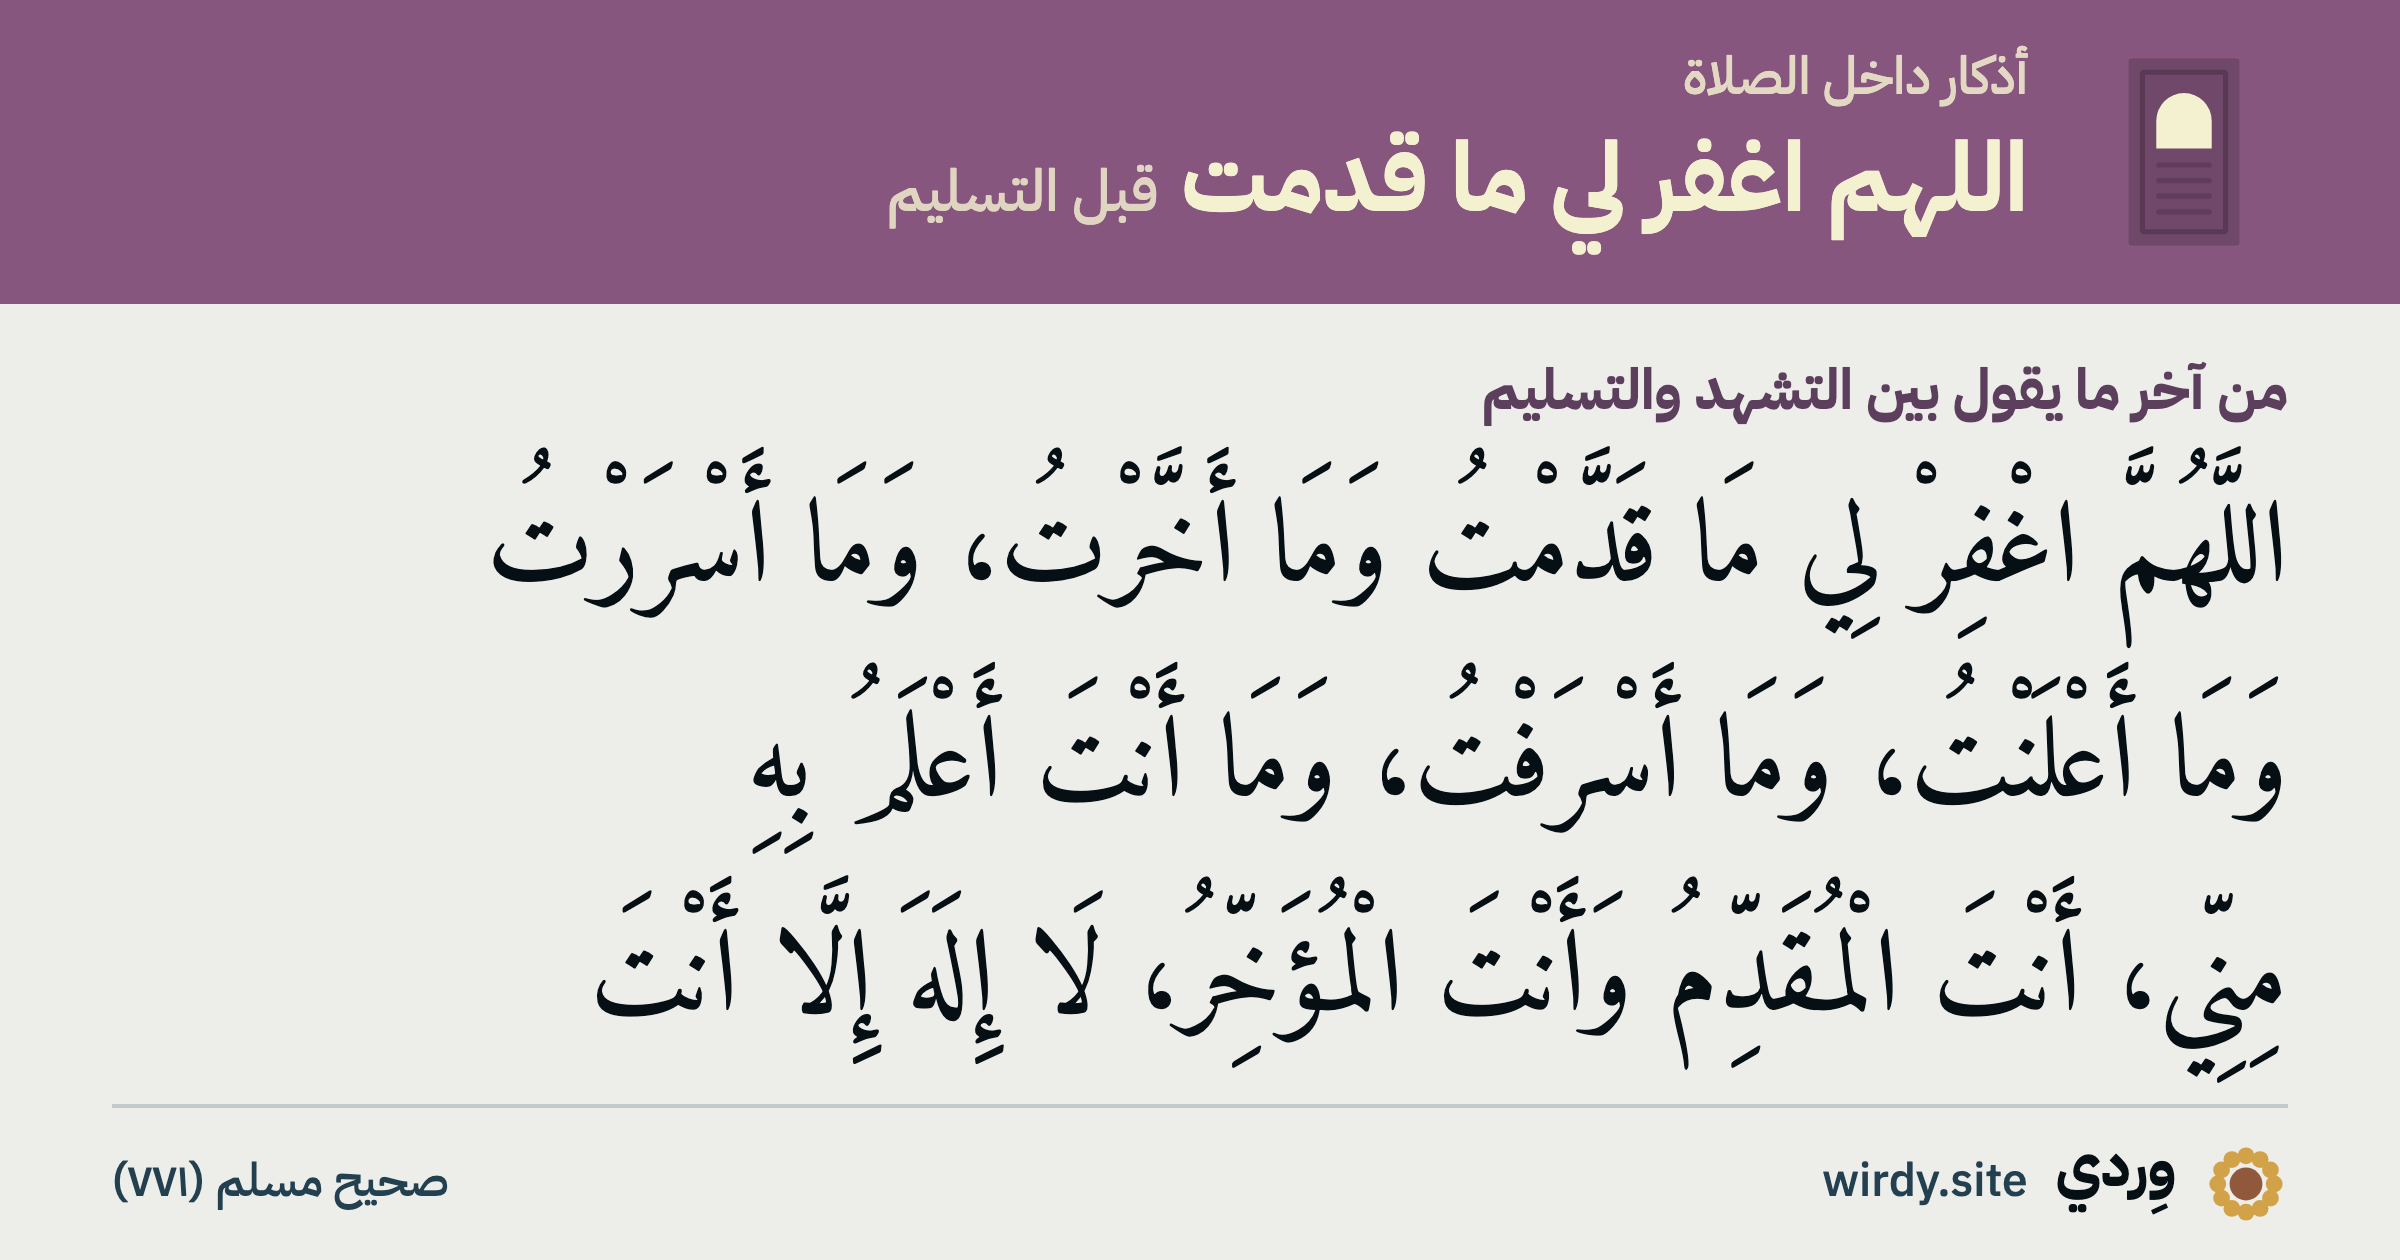 أذكار داخل الصلاة
اللهم اغفر لي ما قدمت قبل التسليم
من آخر ما يقول بين التشهد والتسليم
اللَّهُمَّ اغْفِرْ لِي مَا قَدَّمْتُ وَمَا أَخَّرْتُ، وَمَا أَسْرَرْتُ
وَمَا أَعْلَنْتُ، وَمَا أَسْرَفْتُ، وَمَا أَنْتَ أَعْلَمُ بِهِ
مِنِّي، أَنْتَ الْمُقَدِّمُ وَأَنْتَ الْمُؤَخِّرُ، لَا إِلَهَ إِلَّا أَنْتَ
وِردي wirdy.site
صحيح مسلم (٧٧١)